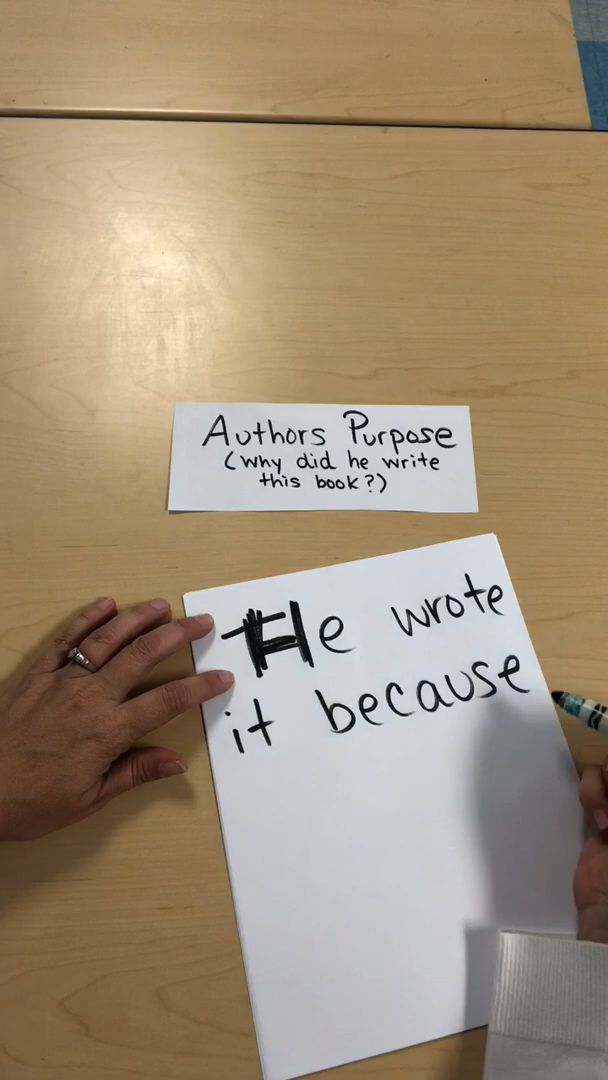 Authors Purpose
(Why did he write
this book?)
He wrote
it because